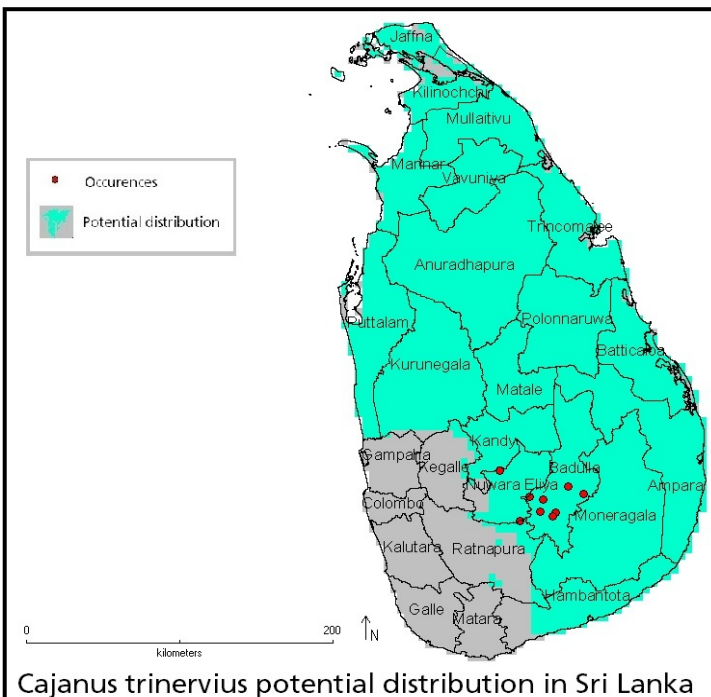 Jaffna
Kilinochchi
Mullaitivu
Mannar
Vavuniya
Occurences
Potential distribution
Trincomalee
Anuradhapura
Puttalam
Polonnaruwa
Batticaloa
Kurunegala
Matale
Kandy
Gampaha
Kegalle
Badulla
Nuwara Eliya
Ampara
Colombo
Moneragala
Kalutara
Ratnapura
Hambantota
Galle
Matara
N
0 200
kilometers
Cajanus trinervius potential distribution in Sri Lanka